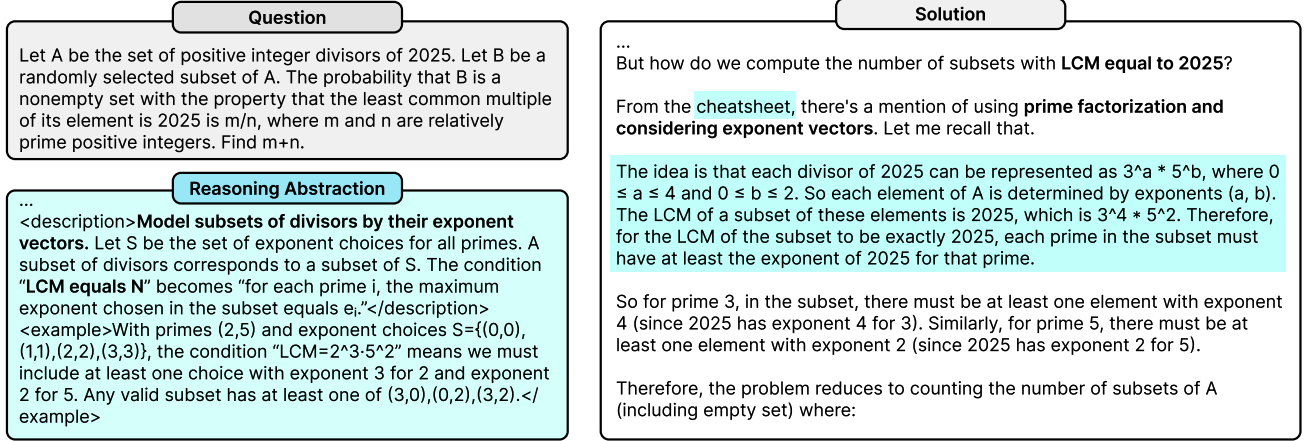 Question
Let A be the set of positive integer divisors of 2025. Let B be a
randomly selected subset of A. The probability that B is a
nonempty set with the property that the least common multiple
of its element is 2025 is m/n, where m and n are relatively
prime positive integers. Find m+n.
Reasoning Abstraction
...
<description>Model subsets of divisors by their exponent
vectors. Let S be the set of exponent choices for all primes. A
subset of divisors corresponds to a subset of S. The condition
“LCM equals N” becomes “for each prime i, the maximum
exponent chosen in the subset equals eᵢ.”</description>
<example>With primes (2,5) and exponent choices S={(0,0),
(1,1),(2,2),(3,3)}, the condition “LCM=2^3·5^2” means we must
include at least one choice with exponent 3 for 2 and exponent
2 for 5. Any valid subset has at least one of (3,0),(0,2),(3,2).</
example>
Solution
...
But how do we compute the number of subsets with LCM equal to 2025?
From the cheatsheet, there's a mention of using prime factorization and
considering exponent vectors. Let me recall that.
The idea is that each divisor of 2025 can be represented as 3^a * 5^b, where 0
≤ a ≤ 4 and 0 ≤ b ≤ 2. So each element of A is determined by exponents (a, b).
The LCM of a subset of these elements is 2025, which is 3^4 * 5^2. Therefore,
for the LCM of the subset to be exactly 2025, each prime in the subset must
have at least the exponent of 2025 for that prime.
So for prime 3, in the subset, there must be at least one element with exponent
4 (since 2025 has exponent 4 for 3). Similarly, for prime 5, there must be at
least one element with exponent 2 (since 2025 has exponent 2 for 5).
Therefore, the problem reduces to counting the number of subsets of A
(including empty set) where: